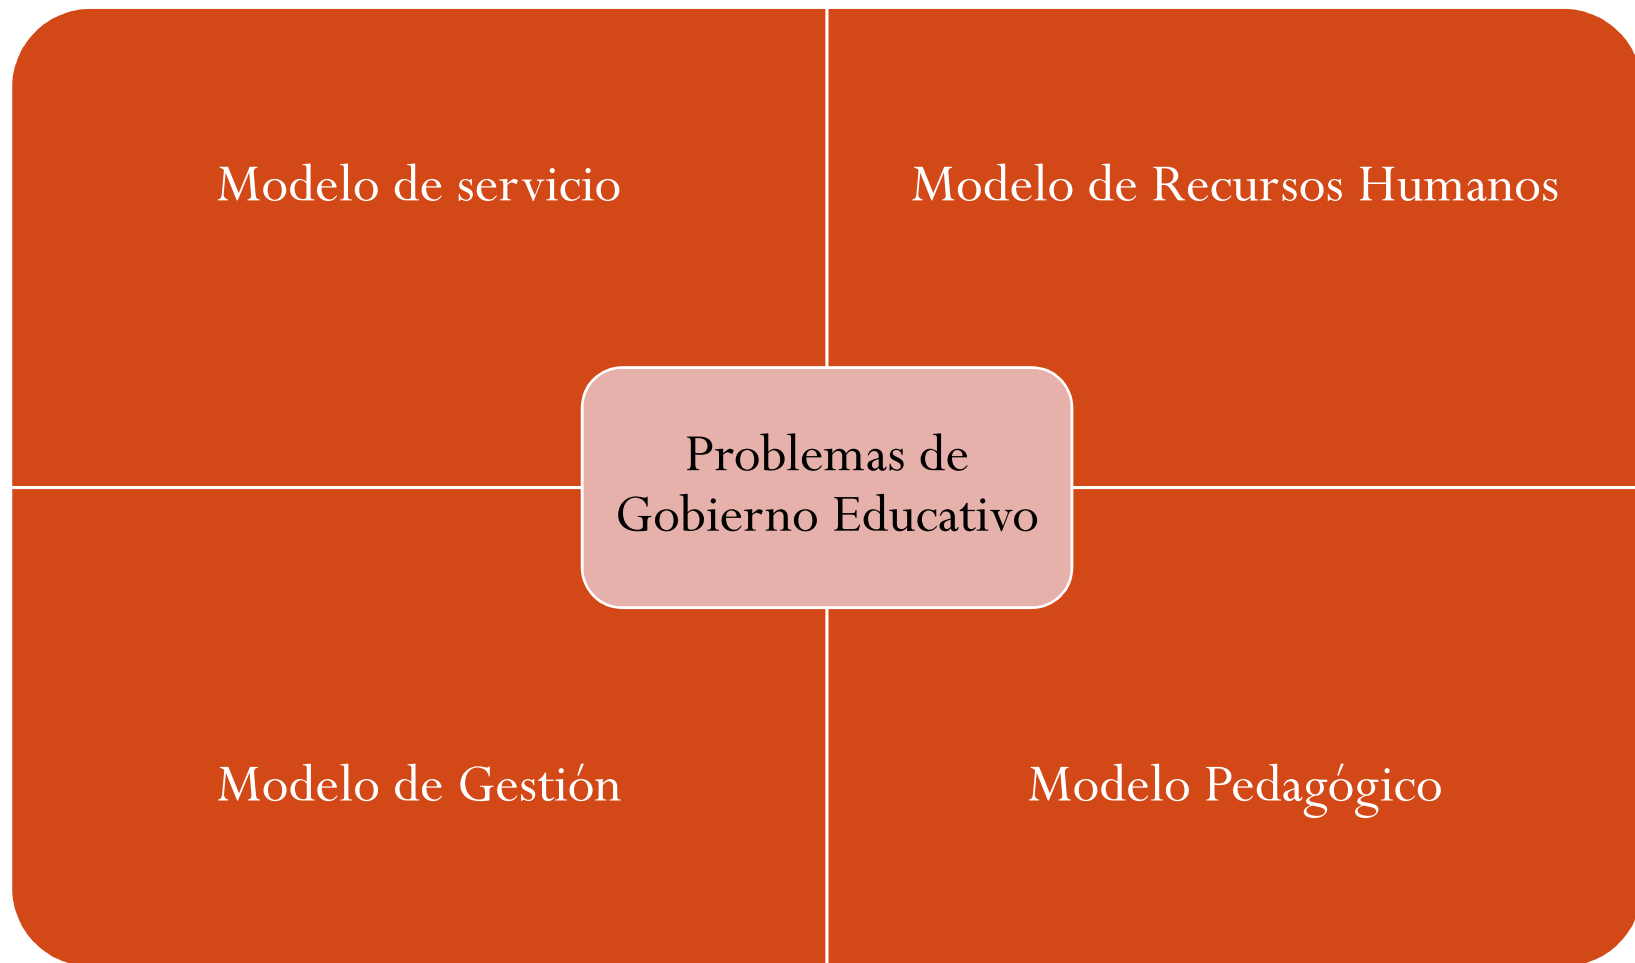 Modelo de servicio
Modelo de Recursos Humanos
Problemas de
Gobierno Educativo
Modelo de Gestión
Modelo Pedagógico